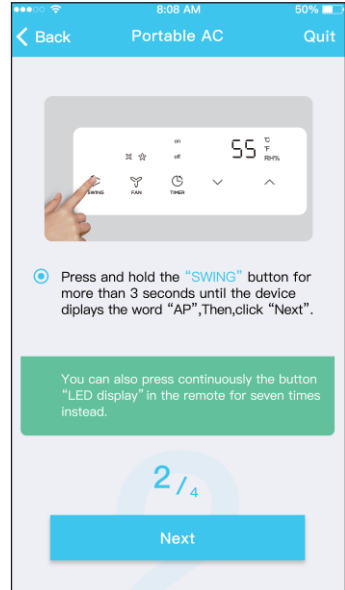 8:08 AM 50%
Back Portable AC Quit
on
off
55 °C
°F
RH%
SWING FAN TIMER
Press and hold the “SWING” button for
more than 3 seconds until the device
diplays the word “AP”,Then,click “Next”.
You can also press continuously the button
“LED display”in the remote for seven times
instead.
2/4
Next